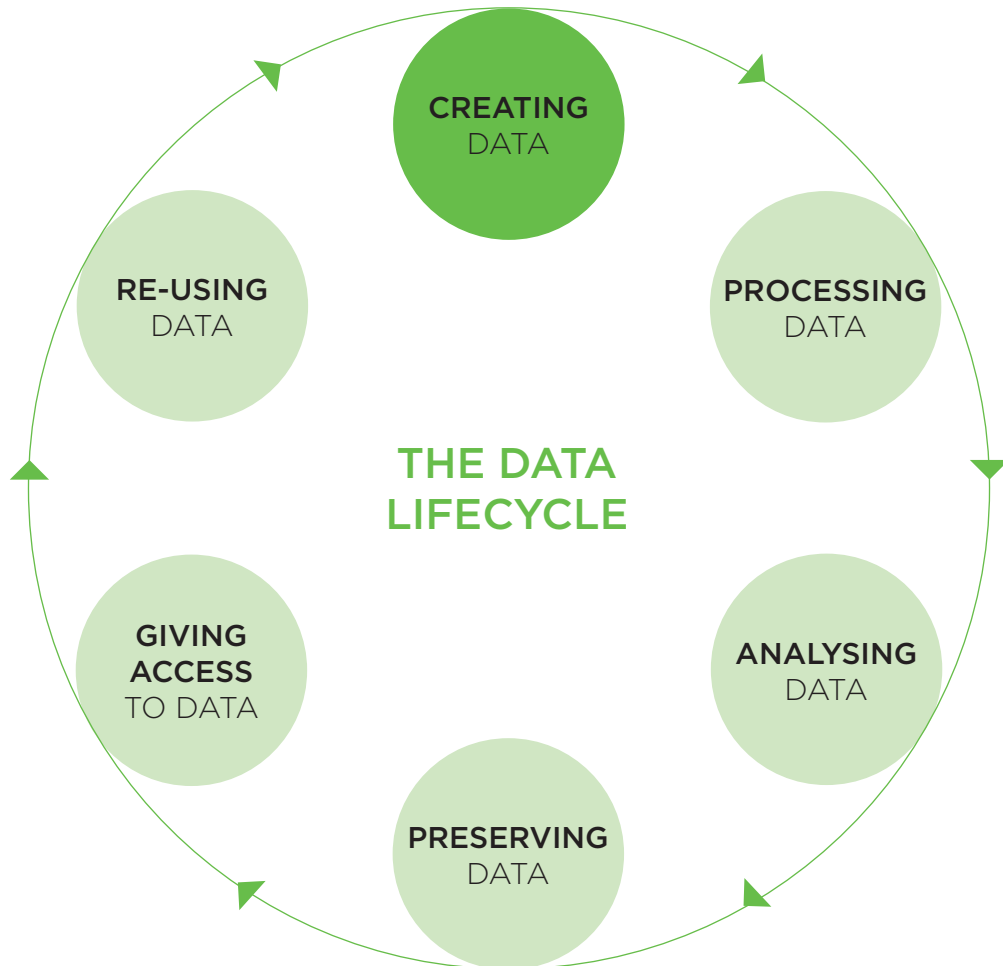 CREATING
DATA
PROCESSING
DATA
ANALYSING
DATA
PRESERVING
DATA
GIVING
ACCESS
TO DATA
RE-USING
DATA
THE DATA
LIFECYCLE